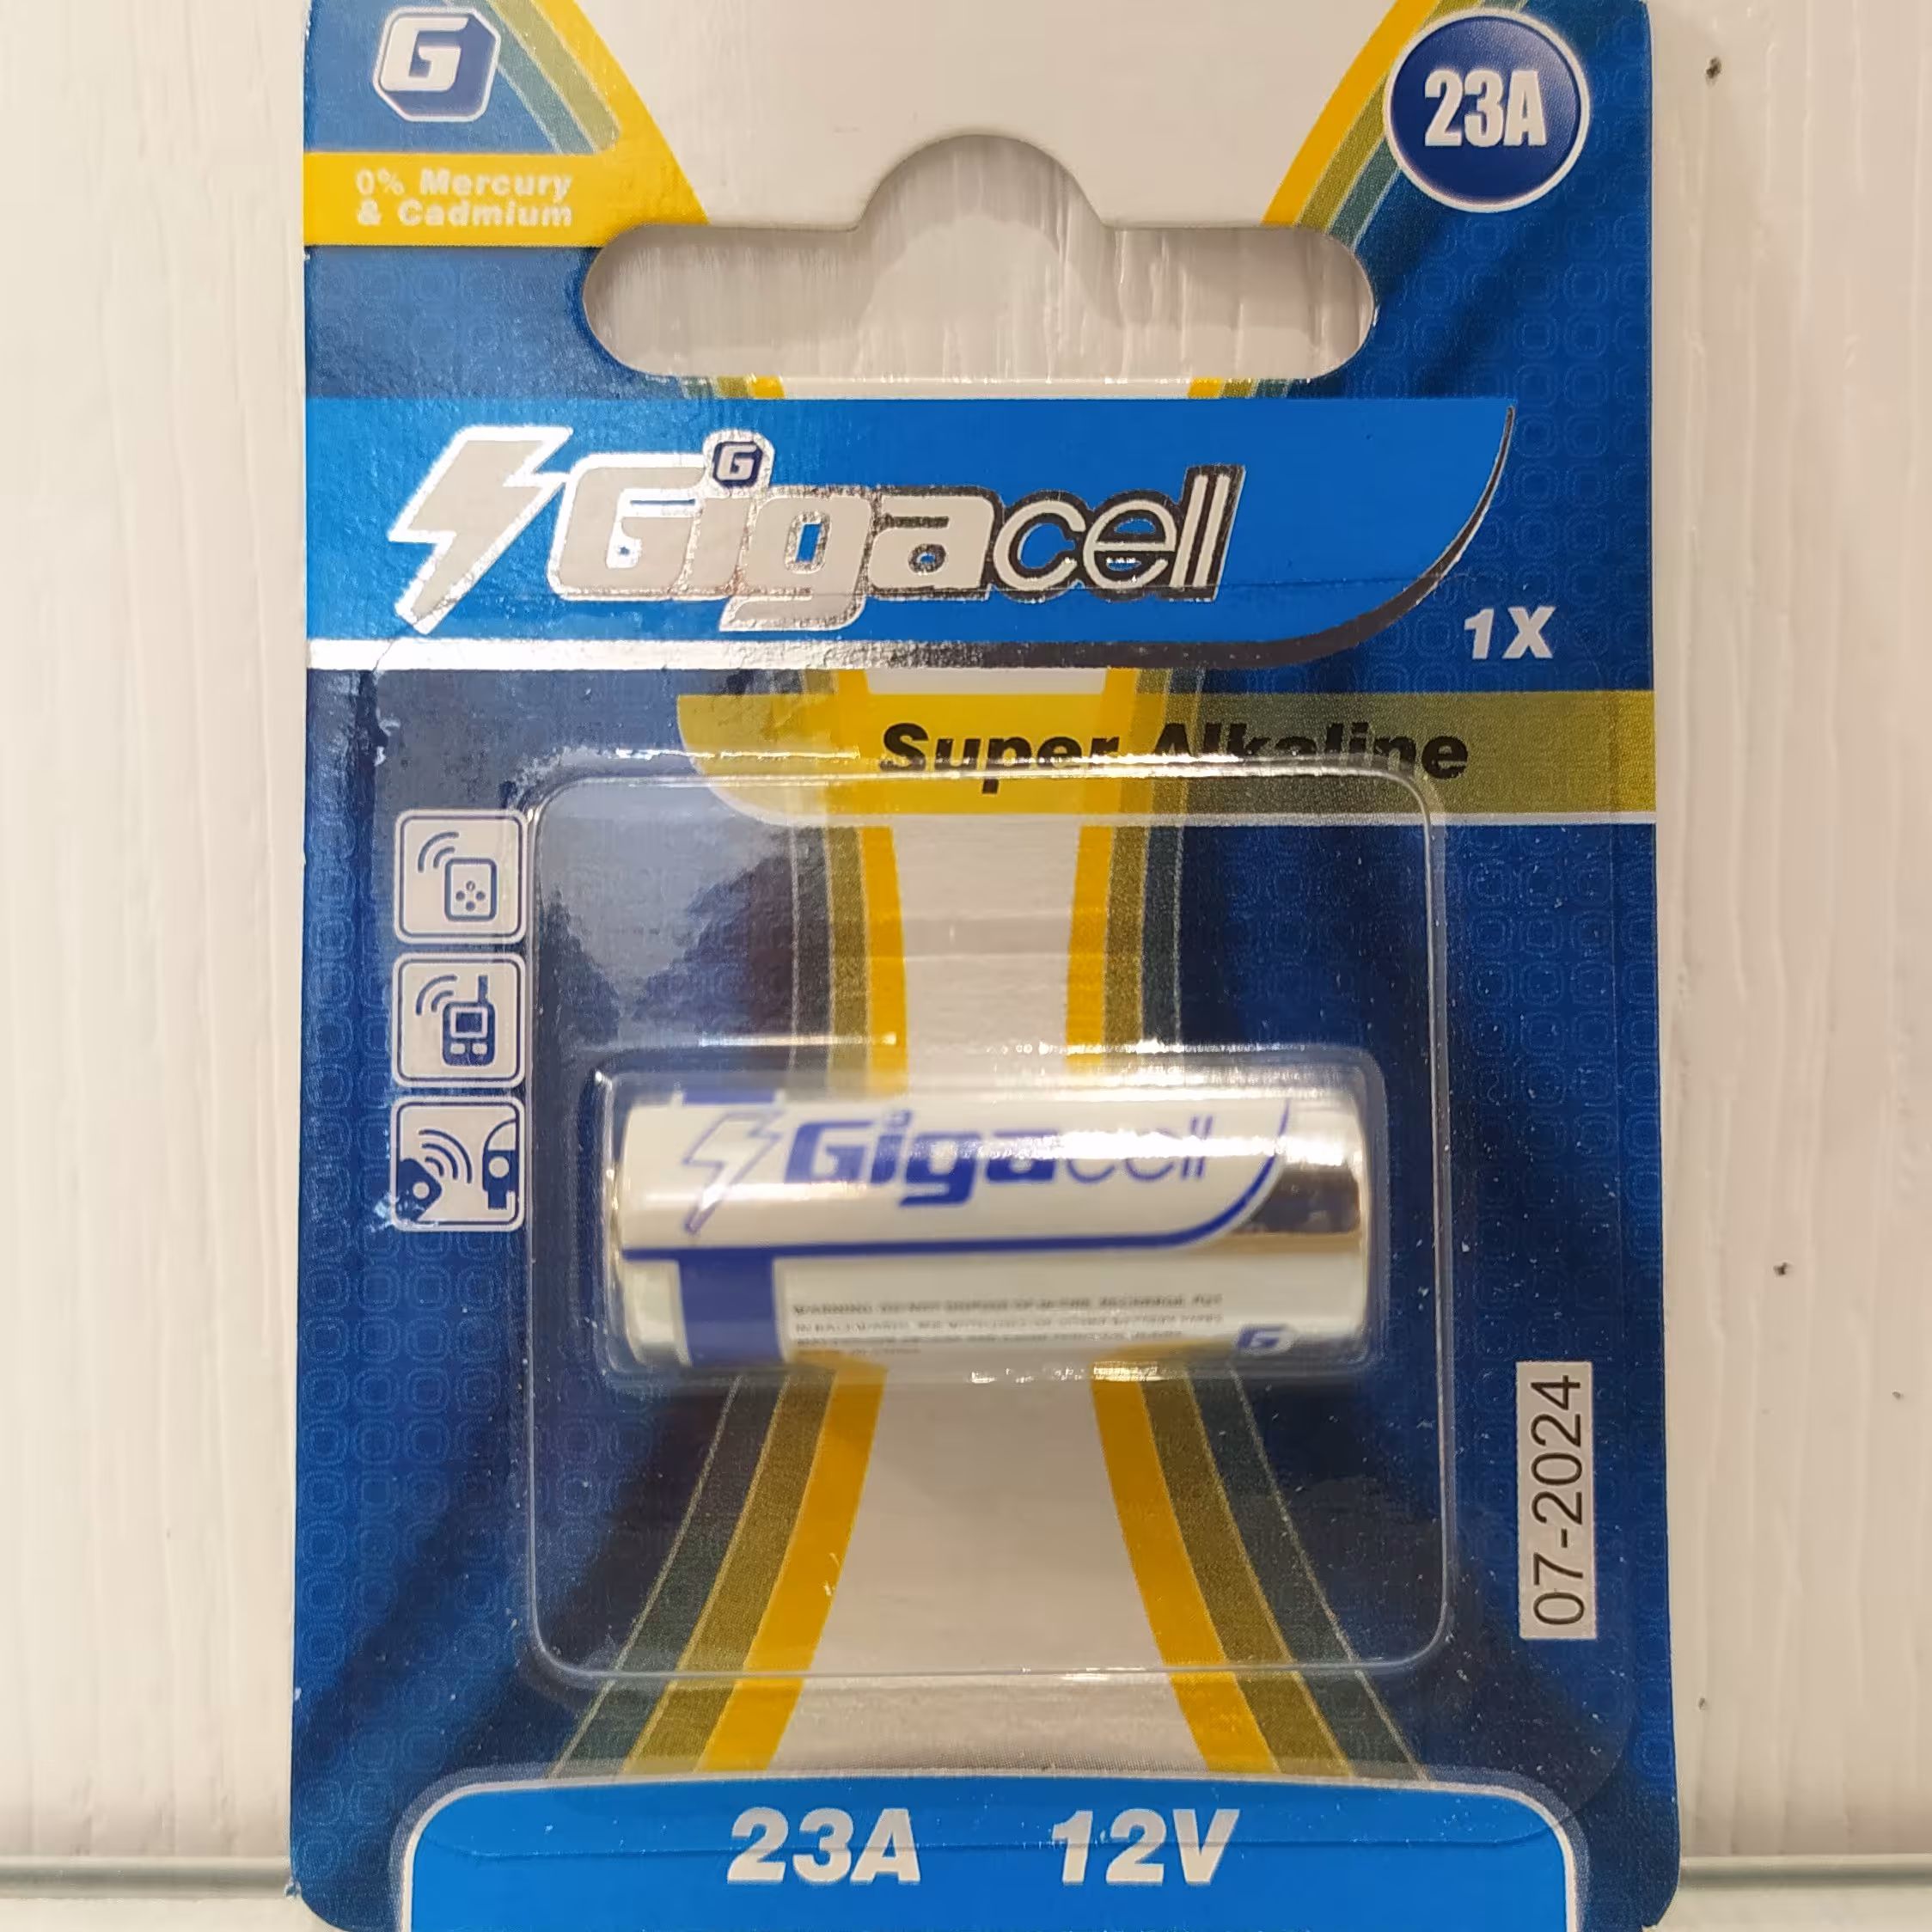 G
23A
0% Mercury
& Cadmium
Gigacell
G
1X
Super Alkaline
Gigacell
G
07-2024
23A 12V